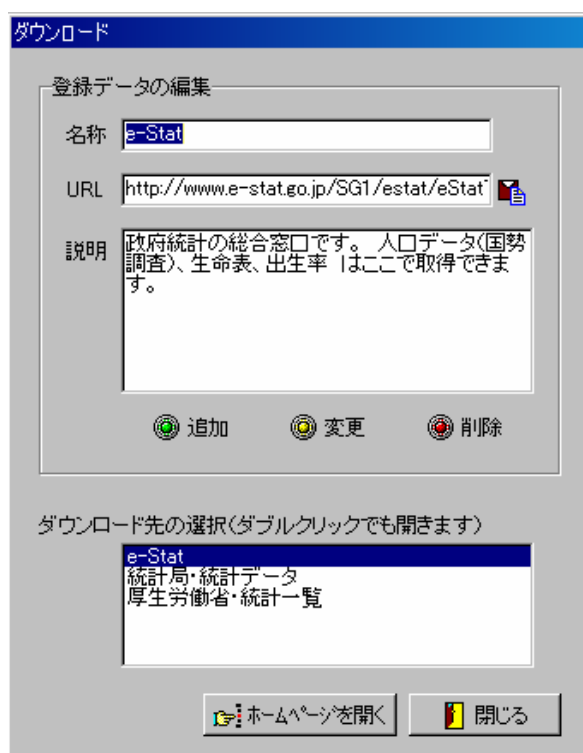 ダウンロード
登録データの編集
名称 e-Stat
URL http://www.e-stat.go.jp/SG1/estat/eStatT
説明 政府統計の総合窓口です。 人口データ(国勢
調査)、生命表、出生率 はここで取得できま
す。
追加 変更 削除
ダウンロード先の選択(ダブルクリックでも開きます)
e-Stat
統計局・統計データ
厚生労働省・統計一覧
ホームページを開く 閉じる